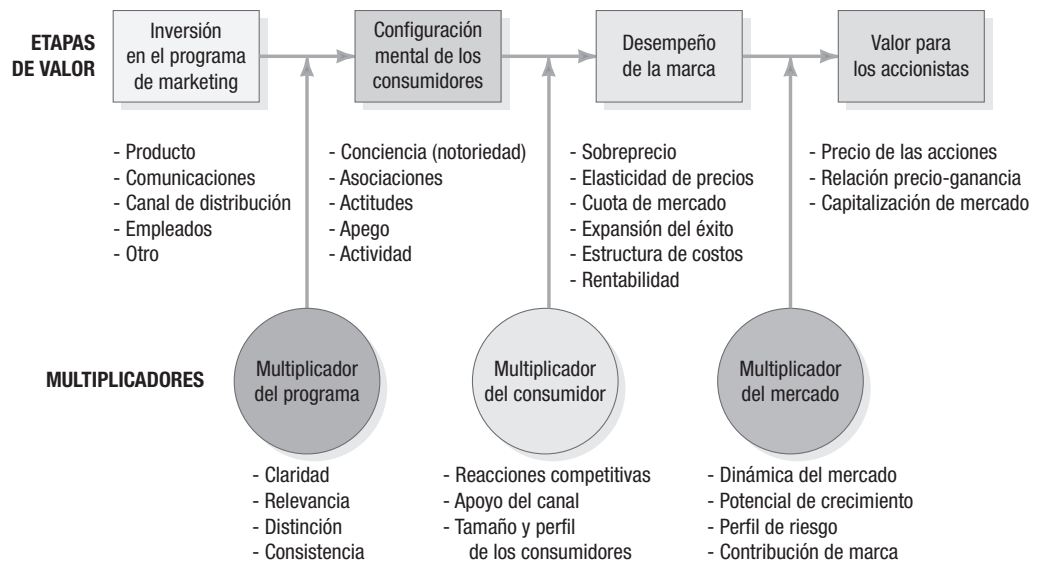 ETAPAS
DE VALOR
Inversión
en el programa
de marketing
Configuración
mental de los
consumidores
Desempeño
de la marca
Valor para
los accionistas
- Producto
- Comunicaciones
- Canal de distribución
- Empleados
- Otro
- Conciencia (notoriedad)
- Asociaciones
- Actitudes
- Apego
- Actividad
- Sobreprecio
- Elasticidad de precios
- Cuota de mercado
- Expansión del éxito
- Estructura de costos
- Rentabilidad
- Precio de las acciones
- Relación precio-ganancia
- Capitalización de mercado
MULTIPLICADORES
Multiplicador
del programa
Multiplicador
del consumidor
Multiplicador
del mercado
- Claridad
- Relevancia
- Distinción
- Consistencia
- Reacciones competitivas
- Apoyo del canal
- Tamaño y perfil
de los consumidores
- Dinámica del mercado
- Potencial de crecimiento
- Perfil de riesgo
- Contribución de marca